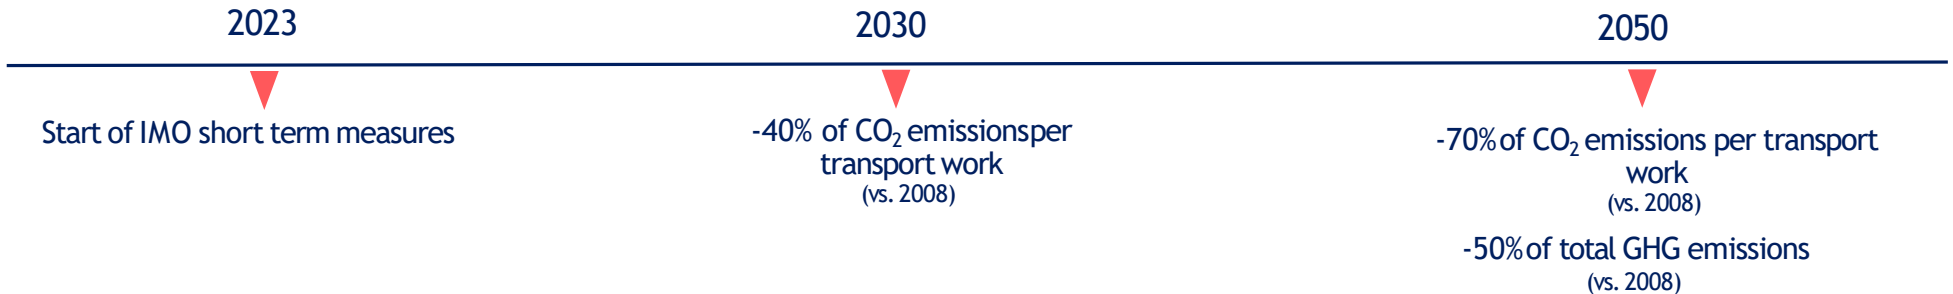 2023
2030
2050
Start of IMO short term measures
-40% of CO₂ emissionsper
transport work
(vs. 2008)
-70% of CO₂ emissions per transport
work
(vs. 2008)
-50% of total GHG emissions
(vs. 2008)